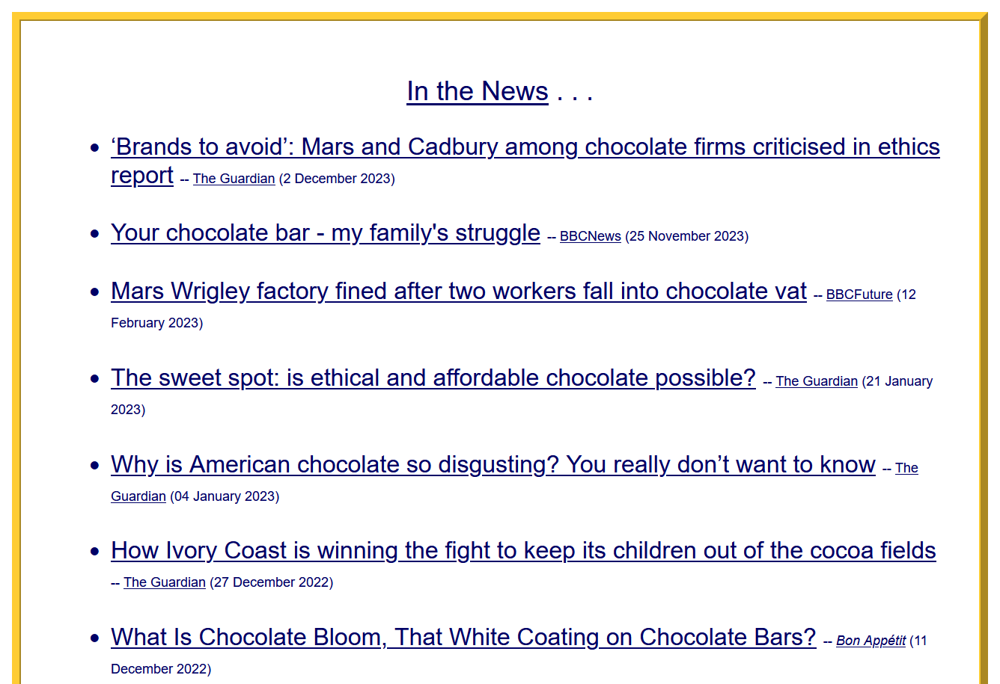 In the News . . .
‘Brands to avoid’: Mars and Cadbury among chocolate firms criticised in ethics
report -- The Guardian (2 December 2023)
Your chocolate bar - my family's struggle -- BBCNews (25 November 2023)
Mars Wrigley factory fined after two workers fall into chocolate vat -- BBCFuture (12
February 2023)
The sweet spot: is ethical and affordable chocolate possible? -- The Guardian (21 January
2023)
Why is American chocolate so disgusting? You really don’t want to know -- The
Guardian (04 January 2023)
How Ivory Coast is winning the fight to keep its children out of the cocoa fields
-- The Guardian (27 December 2022)
What Is Chocolate Bloom, That White Coating on Chocolate Bars? -- Bon Appétit (11
December 2022)